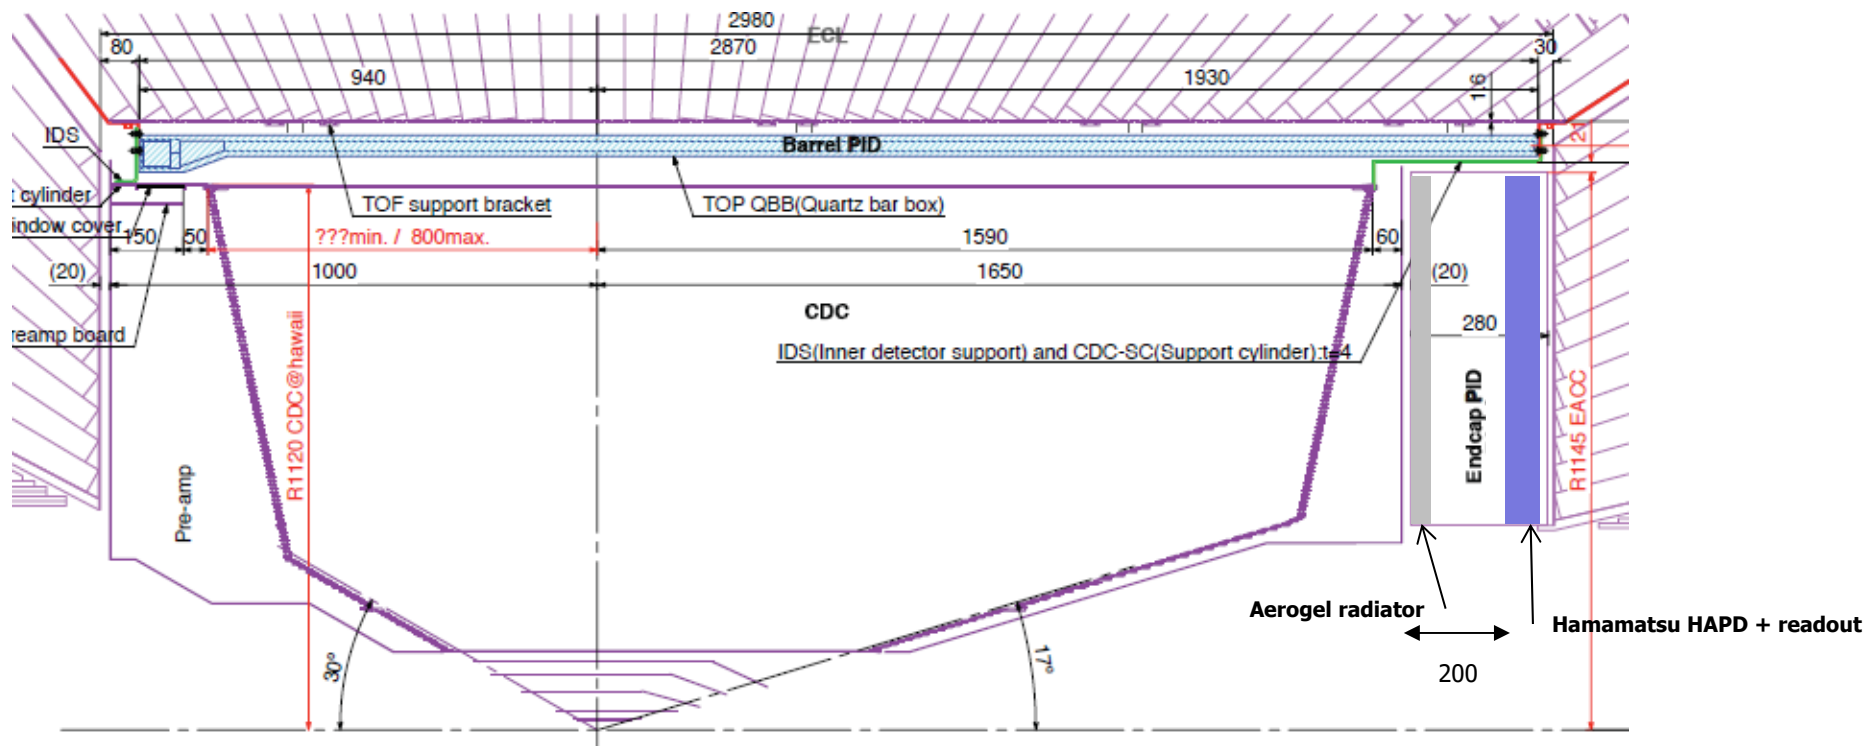 2980
ECL
80
2870
30
940
1930
1.6
IDS
Barrel PID
21
t cylinder
TOF support bracket
TOP QBB(Quartz bar box)
indow cover
150
50
???min. / 800max.
1590
60
(20)
1000
1650
(20)
CDC
280
reamp board
IDS(Inner detector support) and CDC-SC(Support cylinder):t=4
R1120 CDC@hawaii
Endcap PID
R1145 EACC
Pre-amp
Aerogel radiator
Hamamatsu HAPD + readout
30°
17°
200